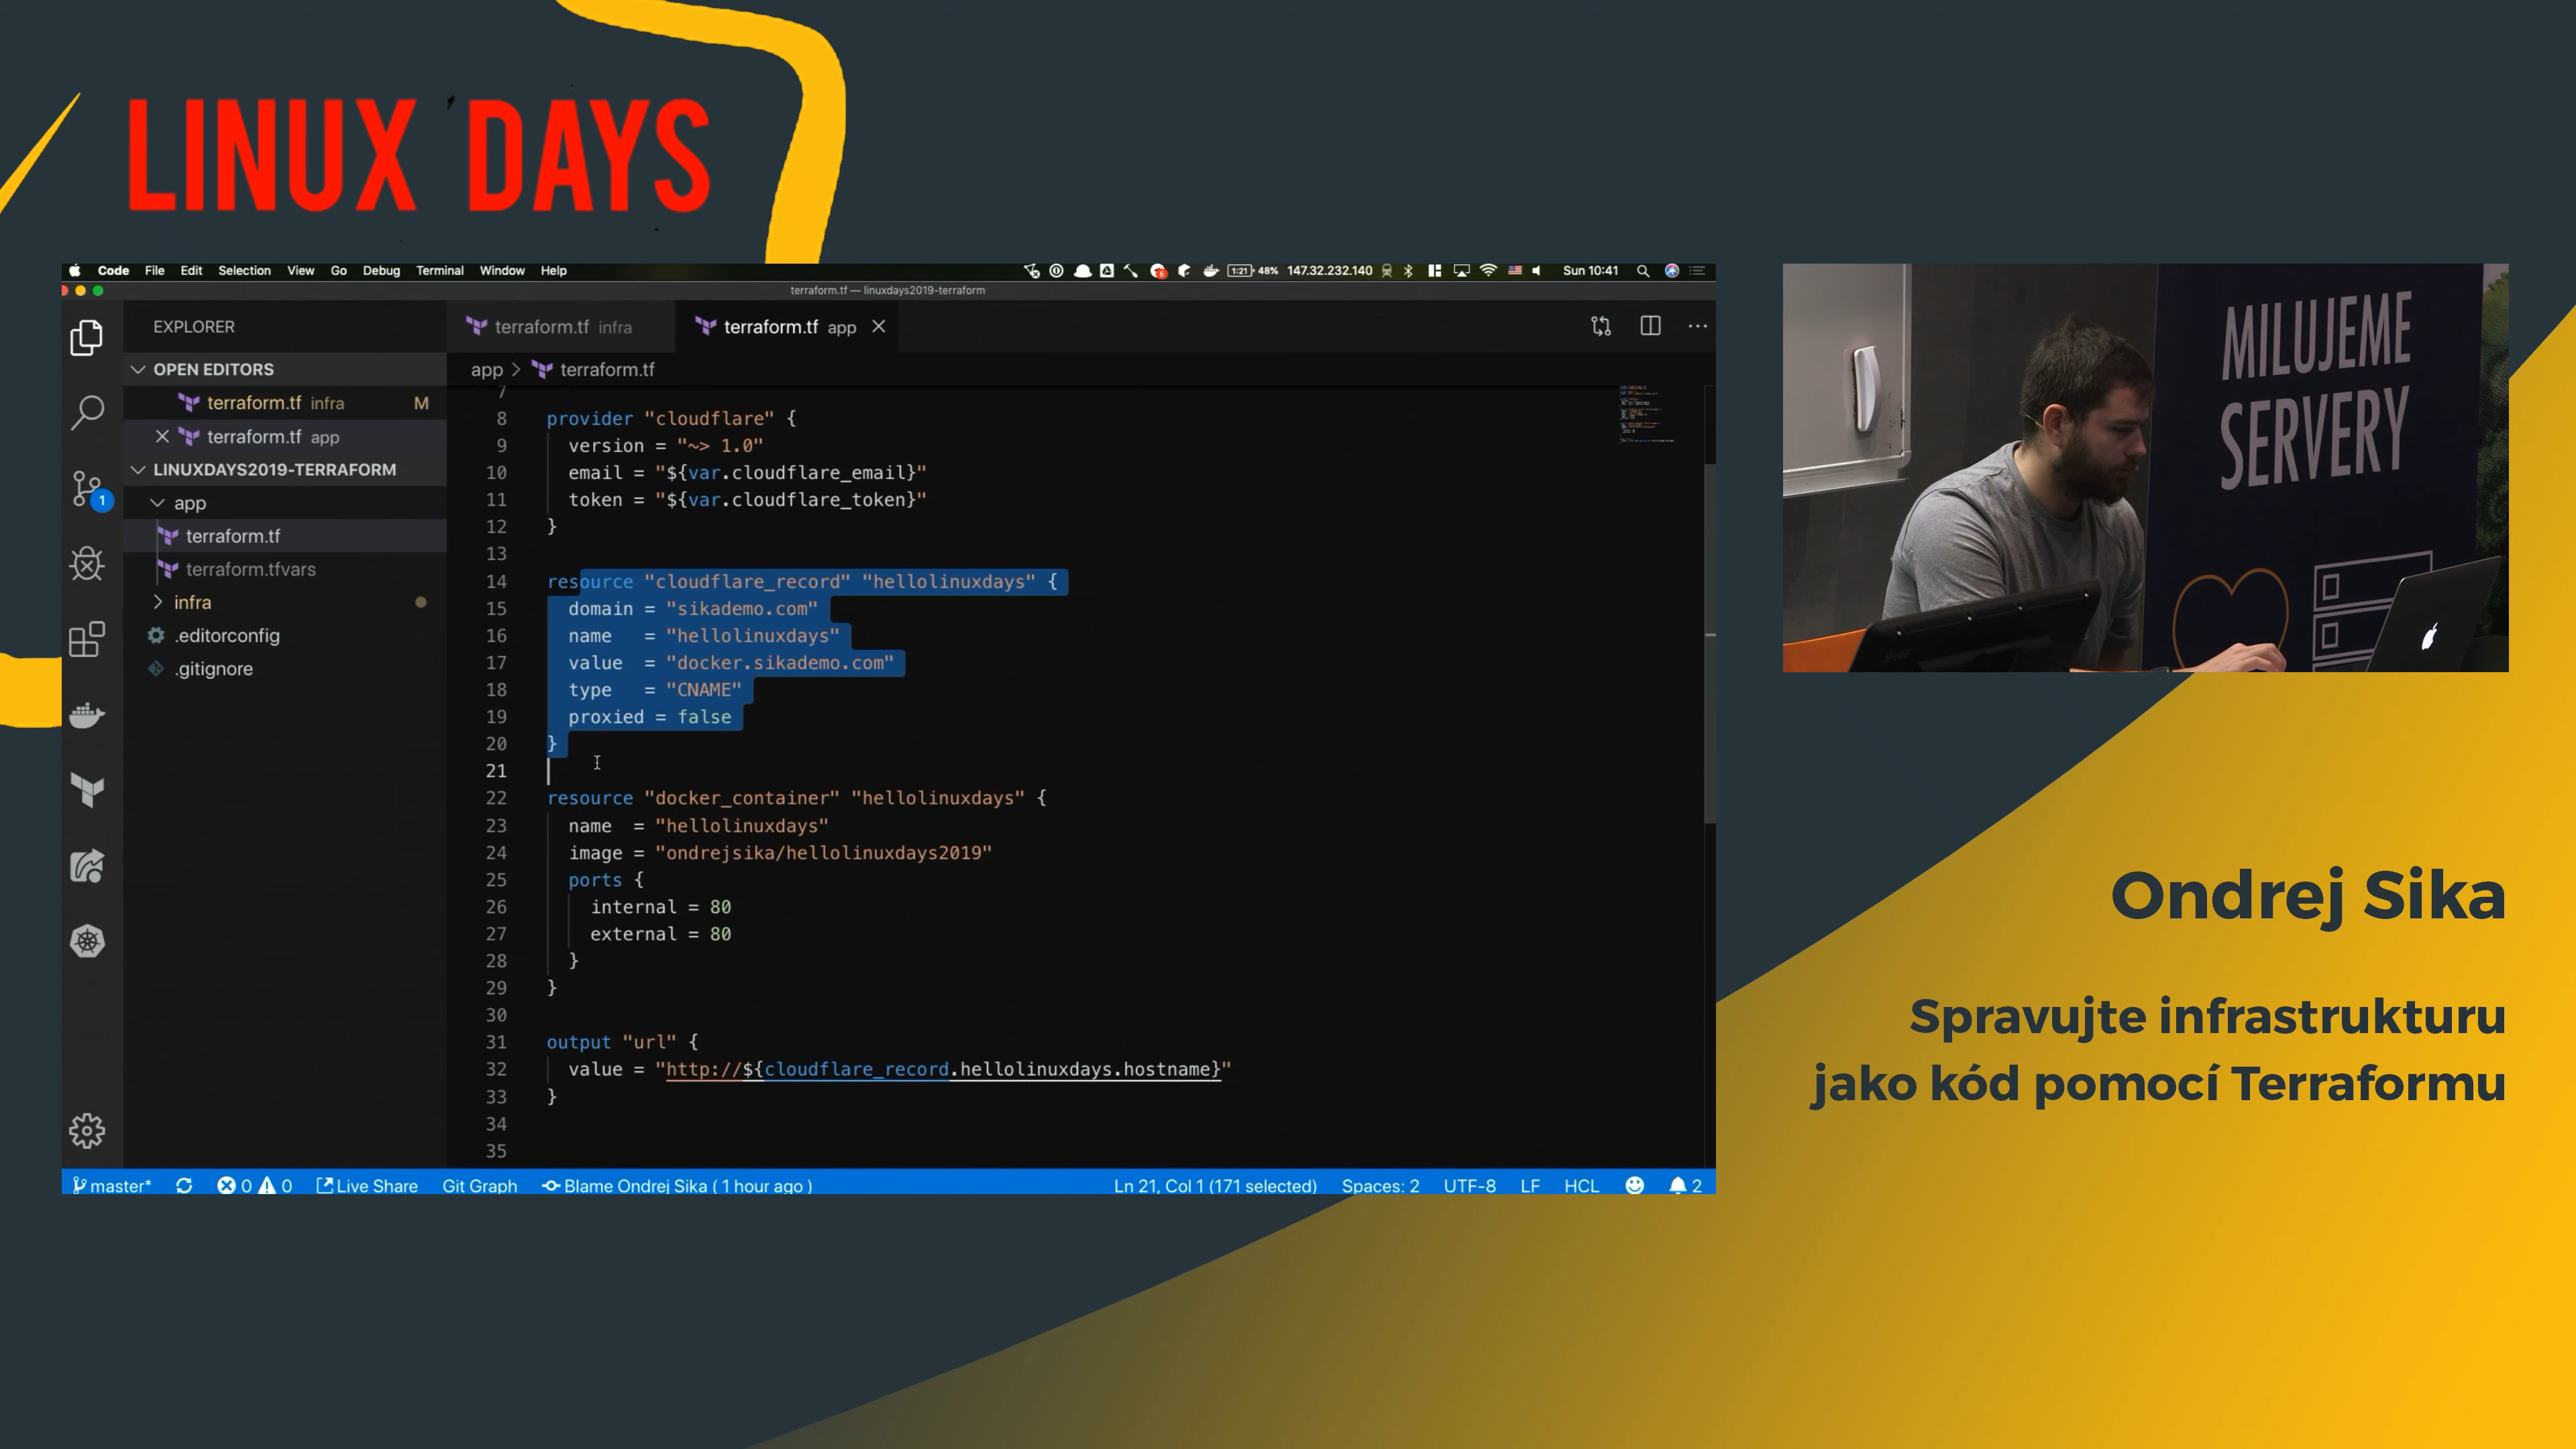 LINUX DAYS
Code File Edit Selection View Go Debug Terminal Window Help
1:21 48% 147.32.232.140 Sun 10:41
terraform.tf — linuxdays2019-terraform
EXPLORER
OPEN EDITORS
terraform.tf infra M
terraform.tf app
LINUXDAYS2019-TERRAFORM
app
terraform.tf
terraform.tfvars
infra
.editorconfig
.gitignore
1
terraform.tf infra
terraform.tf app
app > terraform.tf
7
8 provider "cloudflare" {
9 version = "~> 1.0"
10 email = "${var.cloudflare_email}"
11 token = "${var.cloudflare_token}"
12 }
13
14 resource "cloudflare_record" "hellolinuxdays" {
15 domain = "sikademo.com"
16 name = "hellolinuxdays"
17 value = "docker.sikademo.com"
18 type = "CNAME"
19 proxied = false
20 }
21
22 resource "docker_container" "hellolinuxdays" {
23 name = "hellolinuxdays"
24 image = "ondrejsika/hellolinuxdays2019"
25 ports {
26 internal = 80
27 external = 80
28 }
29 }
30
31 output "url" {
32 value = "http://${cloudflare_record.hellolinuxdays.hostname}"
33 }
34
35
master* 0 0 Live Share Git Graph Blame Ondrej Sika ( 1 hour ago ) Ln 21, Col 1 (171 selected) Spaces: 2 UTF-8 LF HCL 2
MILUJEME
SERVERY
Ondrej Sika
Spravujte infrastrukturu
jako kód pomocí Terraformu